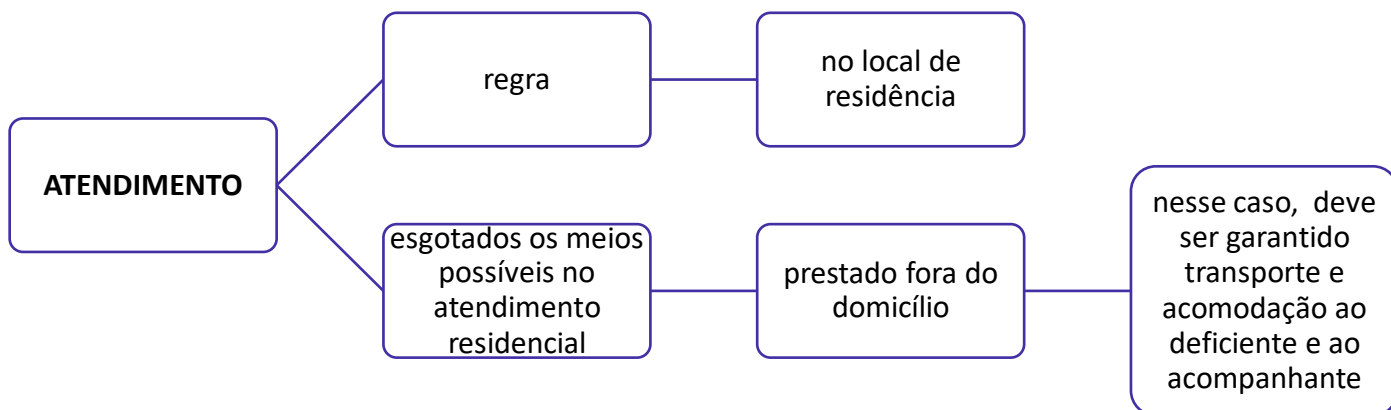 ATENDIMENTO
regra
no local de
residência
esgotados os meios
possíveis no
atendimento
residencial
prestado fora do
domicílio
nesse caso, deve
ser garantido
transporte e
acomodação ao
deficiente e ao
acompanhante